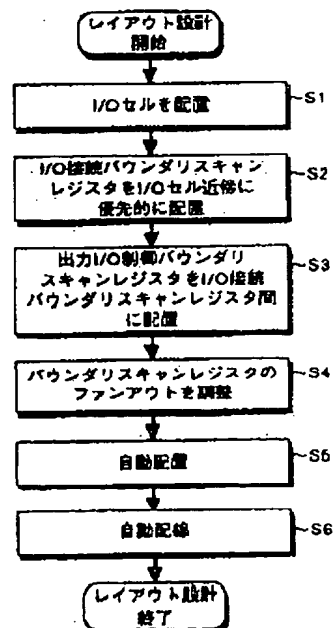 レイアウト設計
開始
I/Oセルを配置
S1
I/O接続バウンダリスキャン
レジスタをI/Oセル近傍に
優先的に配置
S2
出力I/O制御バウンダリ
スキャンレジスタをI/O接続
バウンダリスキャンレジスタ間
に配置
S3
バウンダリスキャンレジスタの
ファンアウトを調整
S4
自動配置
S5
自動配線
S6
レイアウト設計
終了